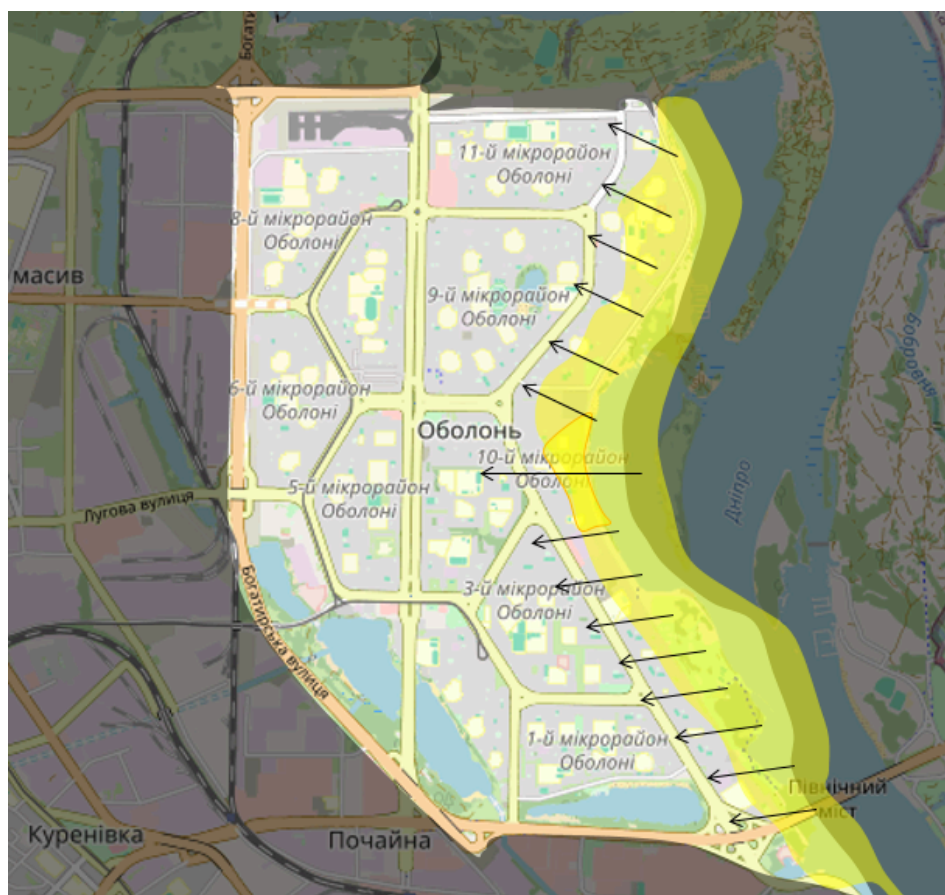 Богати
11-й мікрорайон
Оболоні
8-й мікрорайон
Оболоні
масив
9-й мікрорайон
Оболоні
6-й мікрорайон
Оболоні
Оболонь
10-й мікрорайон
Оболоні
5-й мікрорайон
Оболоні
Лугова вулиця
Дніпро
3-й мікрорайон
Оболоні
Богатирська вулиця
1-й мікрорайон
Оболоні
Північний
міст
Куренівка
Почайна